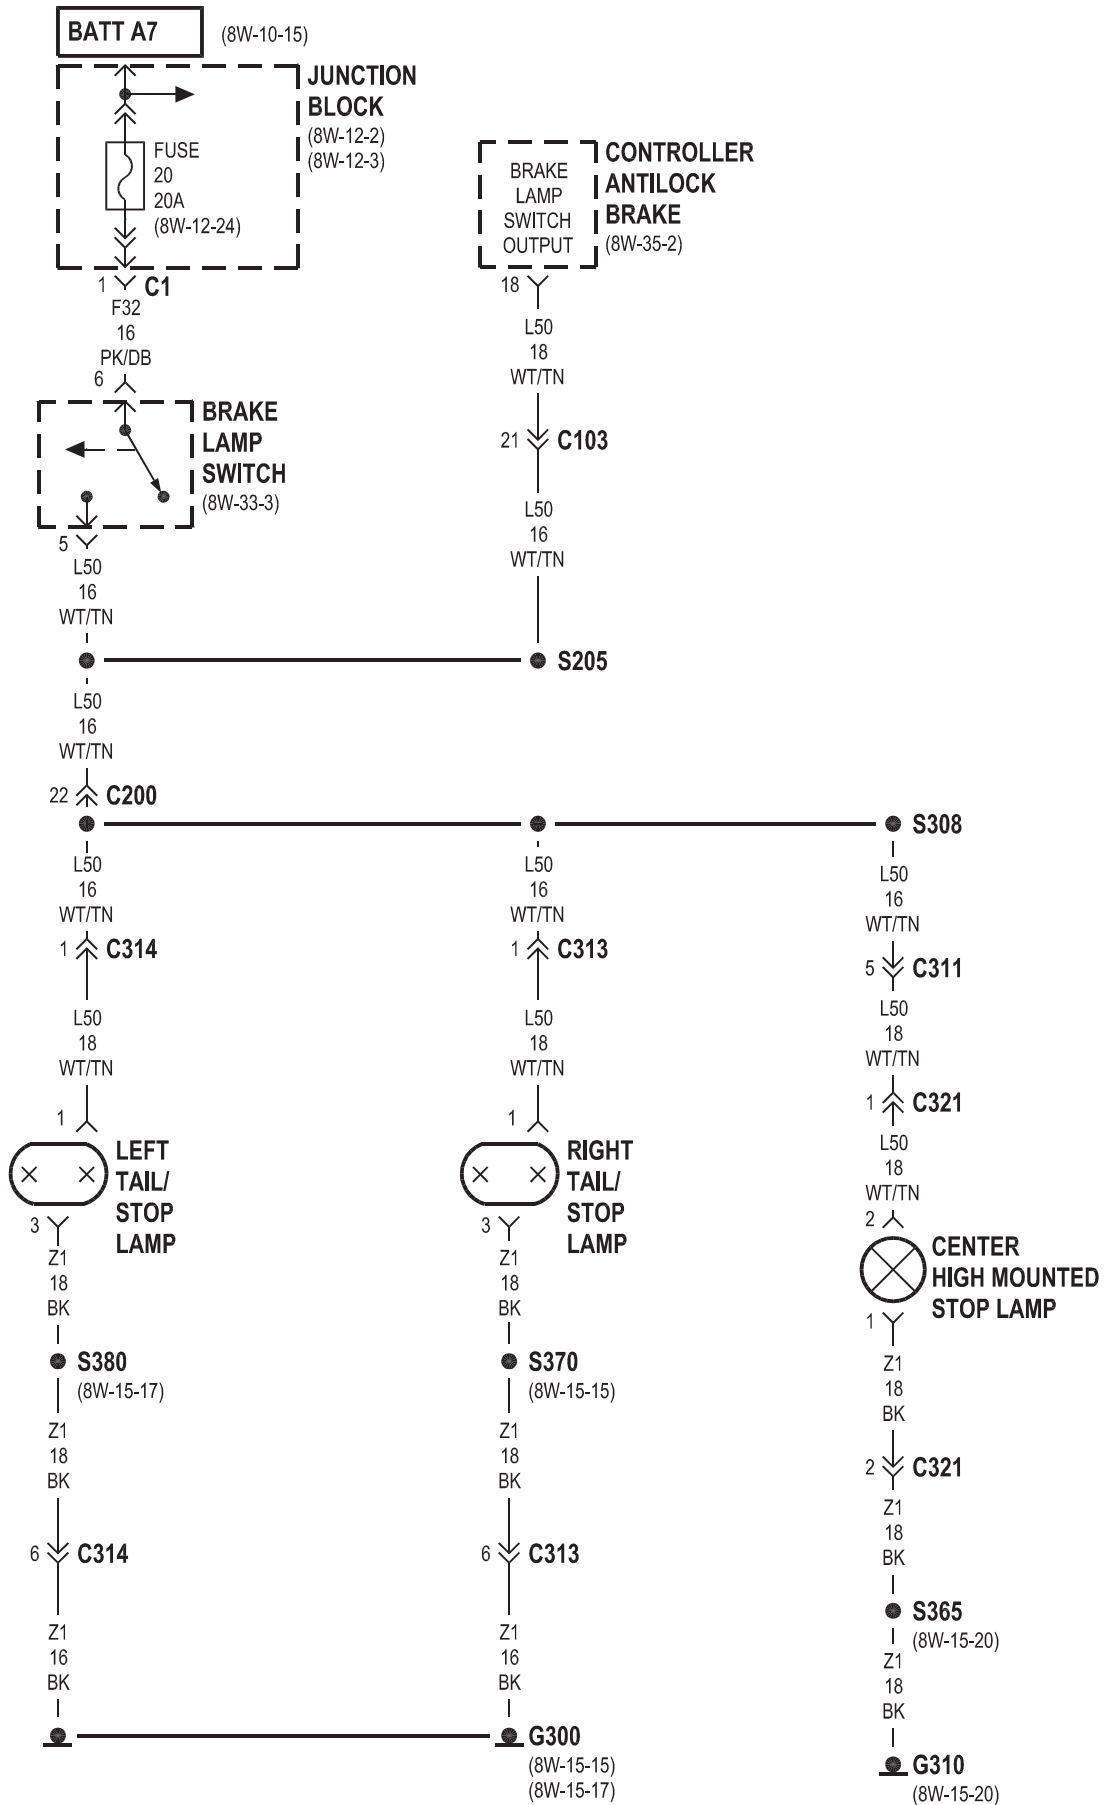 BATT A7
(8W-10-15)
JUNCTION
BLOCK
(8W-12-2)
(8W-12-3)
FUSE
20
20A
(8W-12-24)
1
C1
F32
16
PK/DB
6
BRAKE
LAMP
SWITCH
(8W-33-3)
5
L50
16
WT/TN
BRAKE
LAMP
SWITCH
OUTPUT
CONTROLLER
ANTILOCK
BRAKE
(8W-35-2)
18
L50
18
WT/TN
21
C103
L50
16
WT/TN
S205
L50
16
WT/TN
22
C200
S308
L50
16
WT/TN
1
C314
L50
18
WT/TN
1
LEFT
TAIL/
STOP
LAMP
3
Z1
18
BK
S380
(8W-15-17)
Z1
18
BK
6
C314
Z1
16
BK
L50
16
WT/TN
1
C313
L50
18
WT/TN
1
RIGHT
TAIL/
STOP
LAMP
3
Z1
18
BK
S370
(8W-15-15)
Z1
18
BK
6
C313
Z1
16
BK
G300
(8W-15-15)
(8W-15-17)
L50
16
WT/TN
5
C311
L50
18
WT/TN
1
C321
L50
18
WT/TN
2
CENTER
HIGH MOUNTED
STOP LAMP
1
Z1
18
BK
2
C321
Z1
18
BK
S365
(8W-15-20)
Z1
18
BK
G310
(8W-15-20)